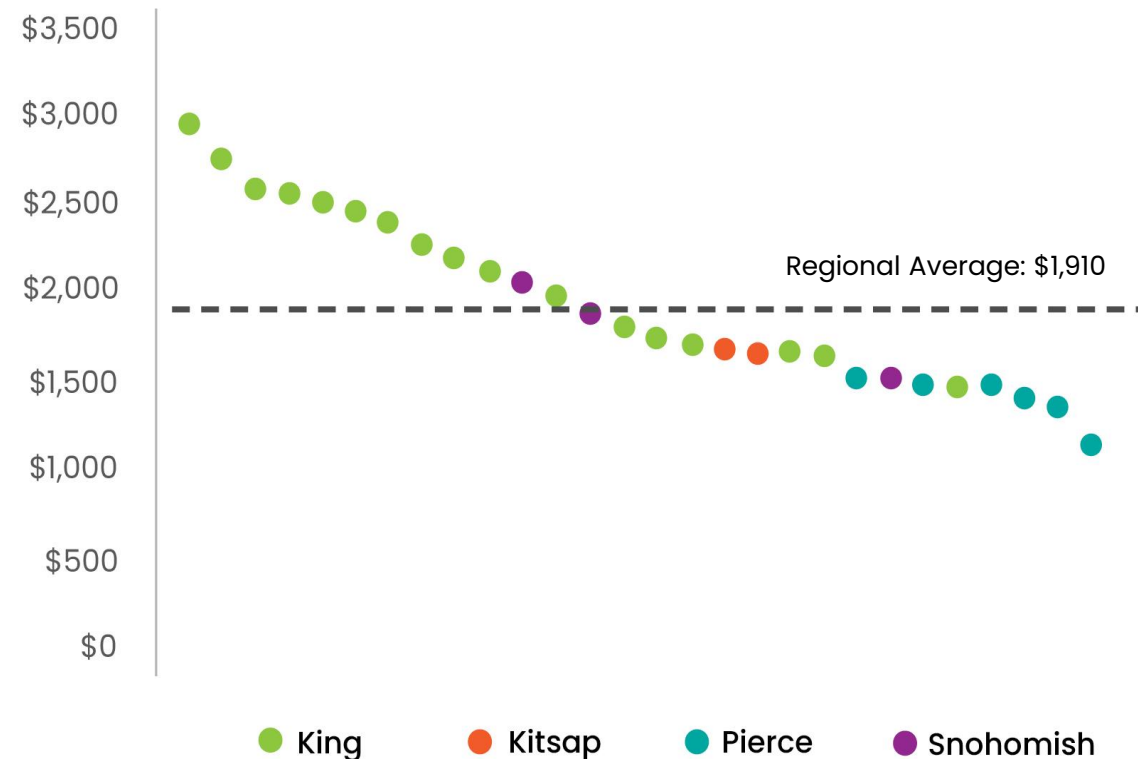 $3,500
$3,000
$2,500
Regional Average: $1,910
$2,000
$1,500
$1,000
$500
$0
King
Kitsap
Pierce
Snohomish